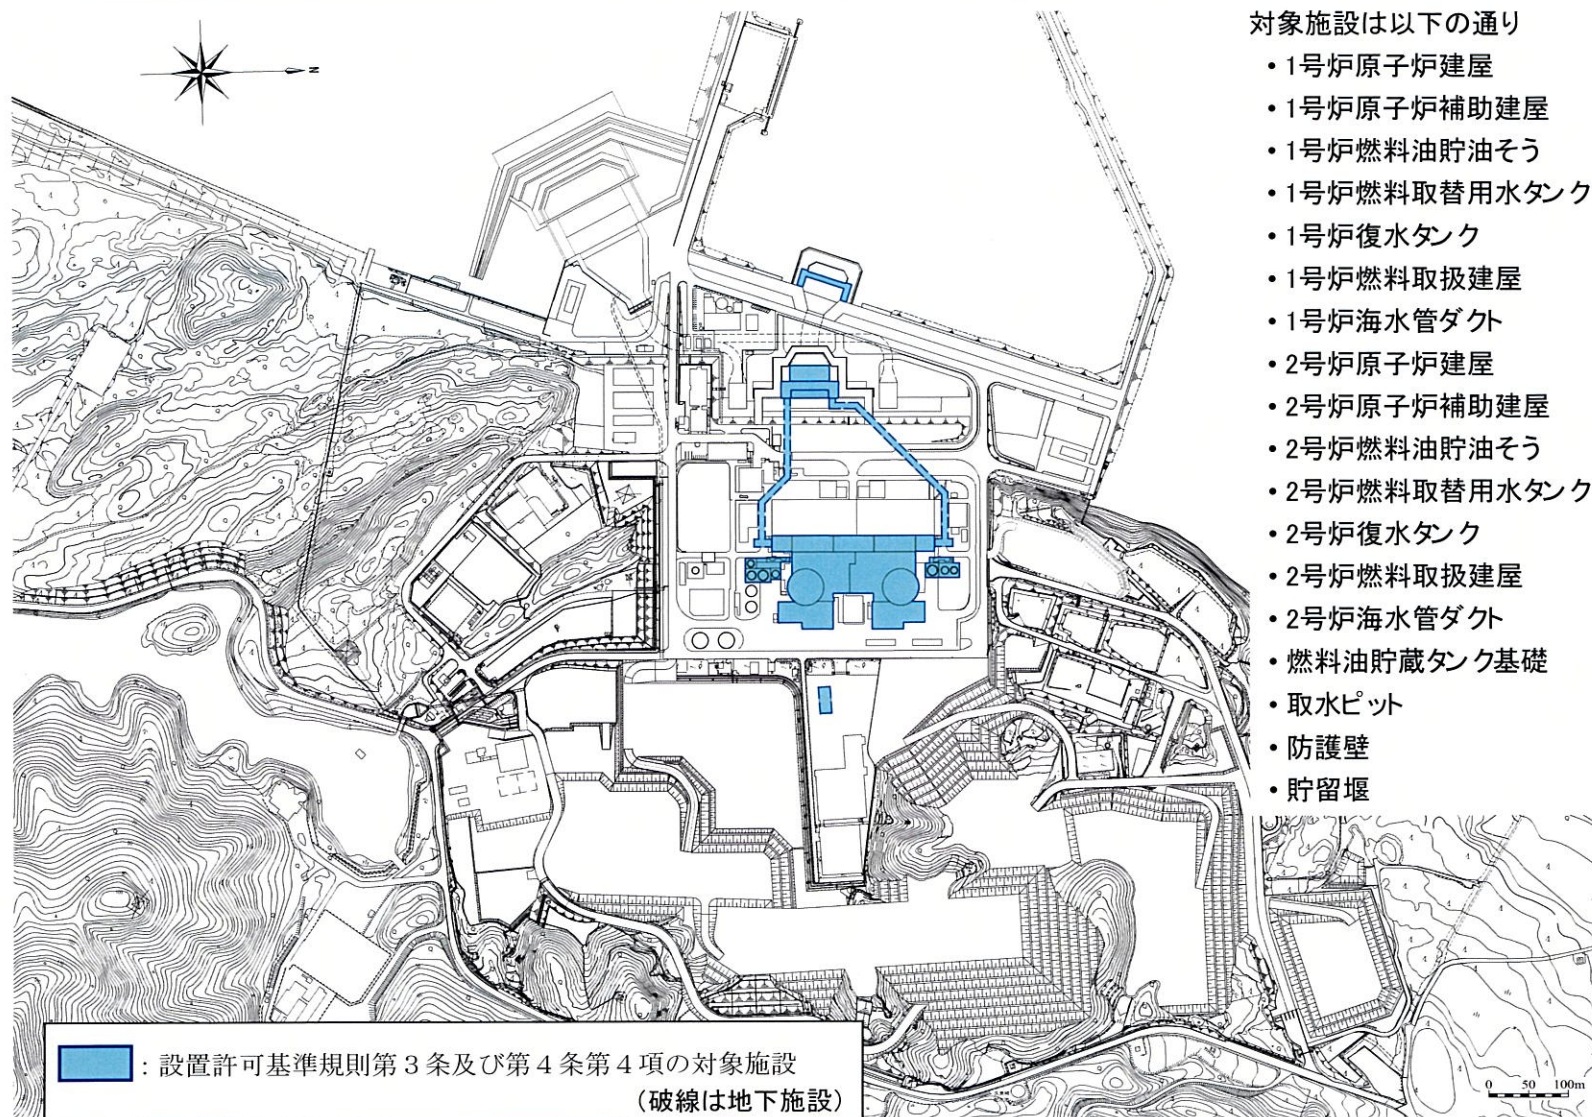 対象施設は以下の通り
・1号炉原子炉建屋
・1号炉原子炉補助建屋
・1号炉燃料油貯油そう
・1号炉燃料取替用水タンク
・1号炉復水タンク
・1号炉燃料取扱建屋
・1号炉海水管ダクト
・2号炉原子炉建屋
・2号炉原子炉補助建屋
・2号炉燃料油貯油そう
・2号炉燃料取替用水タンク
・2号炉復水タンク
・2号炉燃料取扱建屋
・2号炉海水管ダクト
・燃料油貯蔵タンク基礎
・取水ピット
・防護壁
・貯留堰
N
：設置許可基準規則第３条及び第４条第４項の対象施設
（破線は地下施設）
0 50 100m